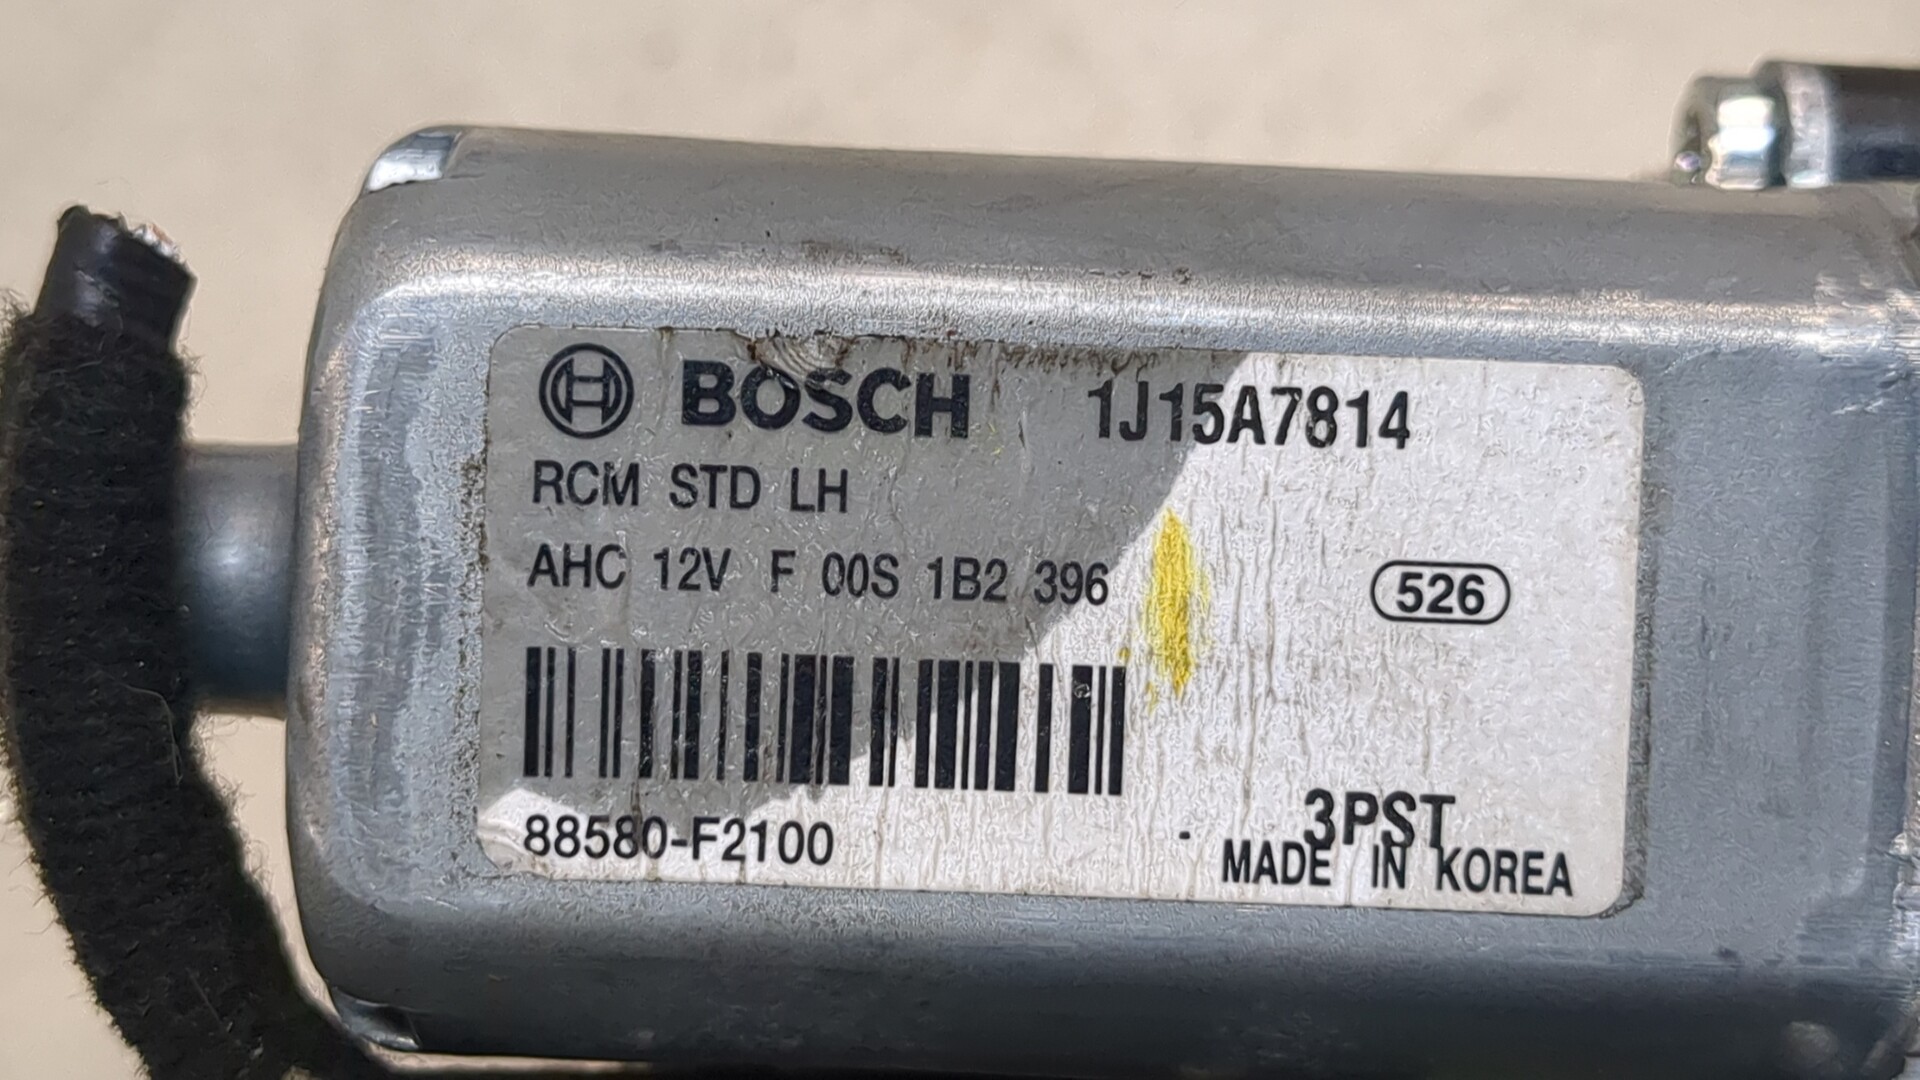 BOSCH 1J15A7814
RCM STD LH
AHC 12V F 00S 1B2 396
526
88580-F2100 - 3PST
MADE IN KOREA